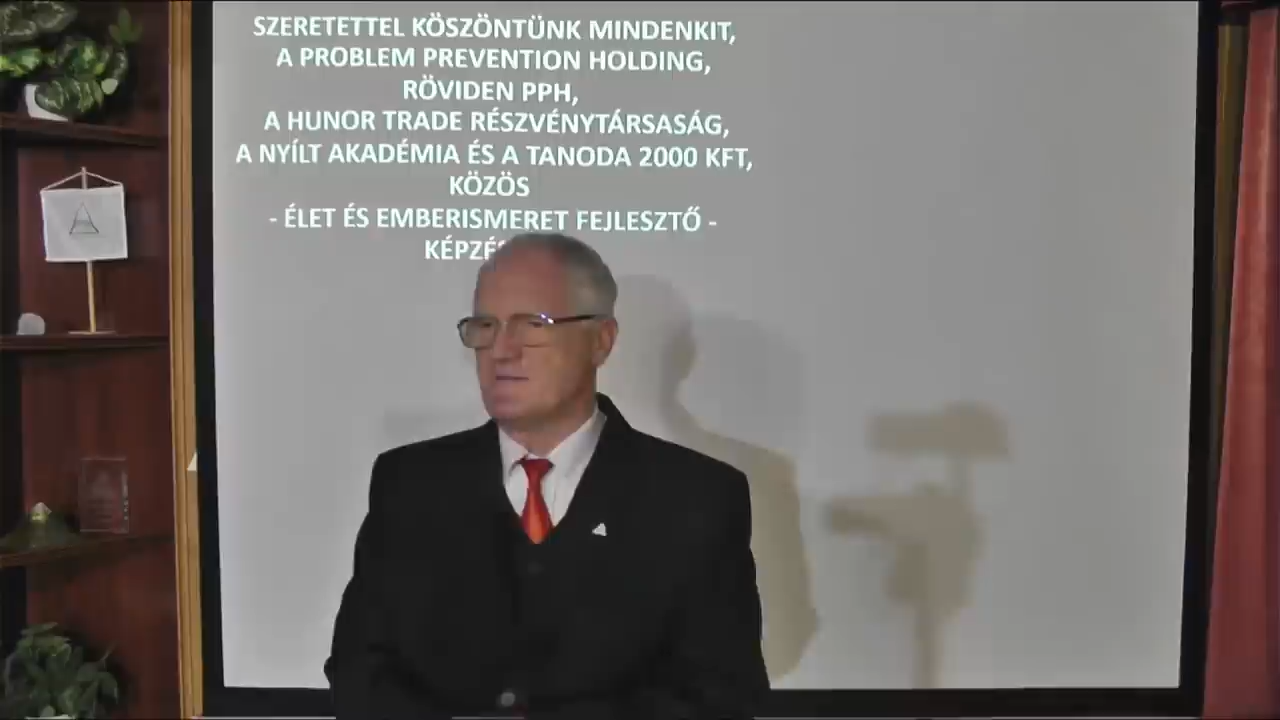 SZERETETTEL KÖSZÖNTÜNK MINDENKIT,
A PROBLEM PREVENTION HOLDING,
RÖVIDEN PPH,
A HUNOR TRADE RÉSZVÉNYTÁRSASÁG,
A NYÍLT AKADÉMIA ÉS A TANODA 2000 KFT,
KÖZÖS
- ÉLET ÉS EMBERISMERET FEJLESZTŐ -